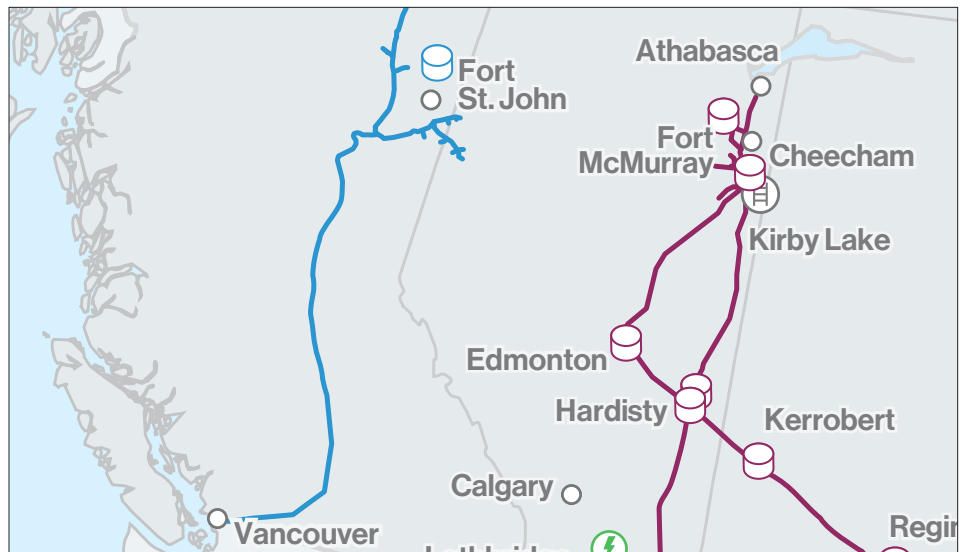 Athabasca
Fort
St. John
Fort
McMurray
Cheecham
Kirby Lake
Edmonton
Hardisty
Kerrobert
Calgary
Vancouver